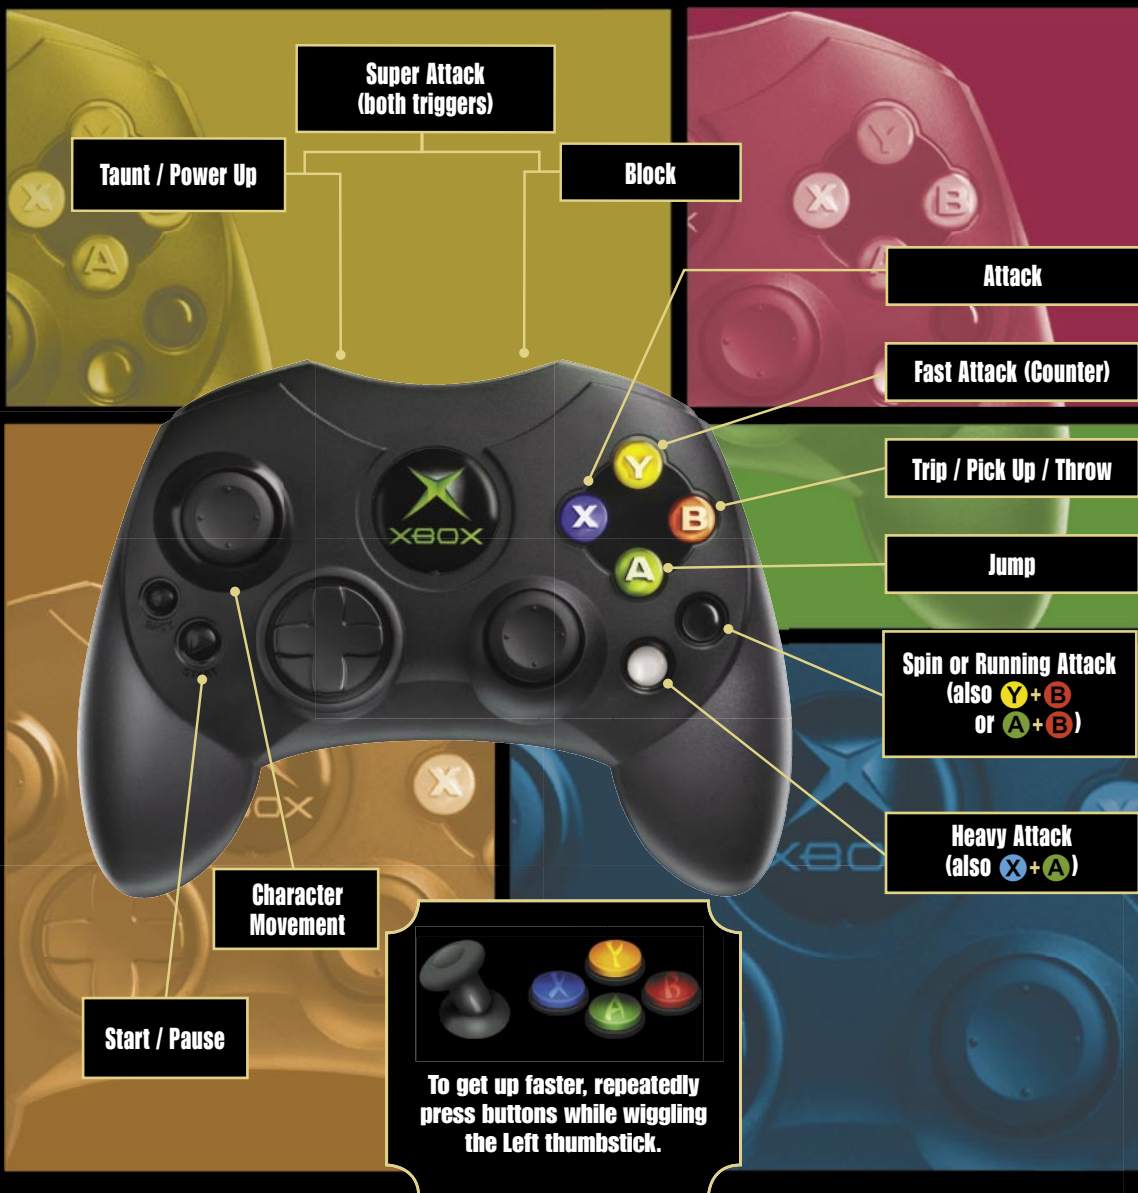 Super Attack
(both triggers)
Taunt / Power Up
Block
Attack
Fast Attack (Counter)
Trip / Pick Up / Throw
Jump
Spin or Running Attack
(also Y+B
or A+B)
Heavy Attack
(also X+A)
Character
Movement
Start / Pause
To get up faster, repeatedly
press buttons while wiggling
the Left thumbstick.
XBOX
Y
X
B
A
START
Y
X
B
A
Y
X
A
Y
X
B
A
X